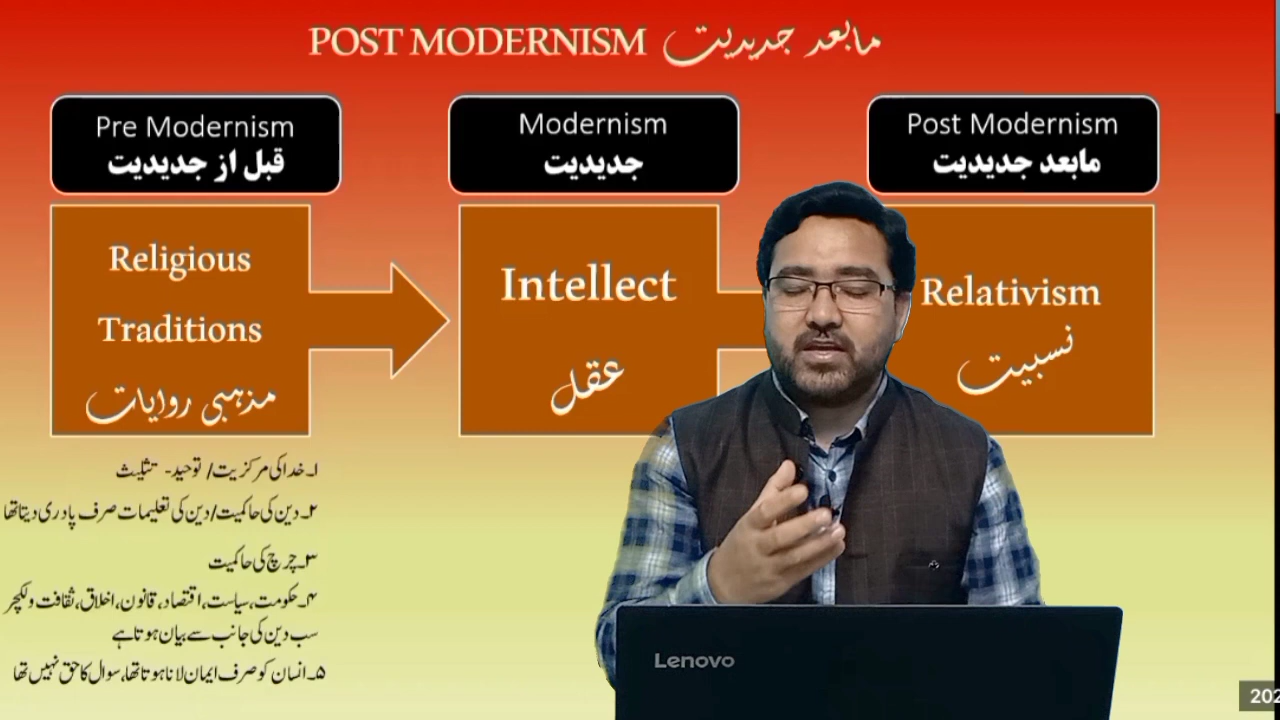 POST MODERNISM مابعد جدیدیت
Pre Modernism
قبل از جدیدیت
Modernism
جدیدیت
Post Modernism
مابعد جدیدیت
Religious
Traditions
مذہبی روایات
Intellect
عقل
Relativism
نسبیت
۱۔ خدا کی مرکزیت / توحید - تثلیث
۲۔ دین کی حاکمیت / دین کی تعلیمات صرف پادری دیتا تھا
۳۔ چرچ کی حاکمیت
۴۔ حکومت، سیاست، اقتصاد، قانون، اخلاق، ثقافت و کلچر
سب دین کی جانب سے بیان ہوتا ہے
۵۔ انسان کو صرف ایمان لانا ہوتا تھا، سوال کا حق نہیں تھا
Lenovo
202